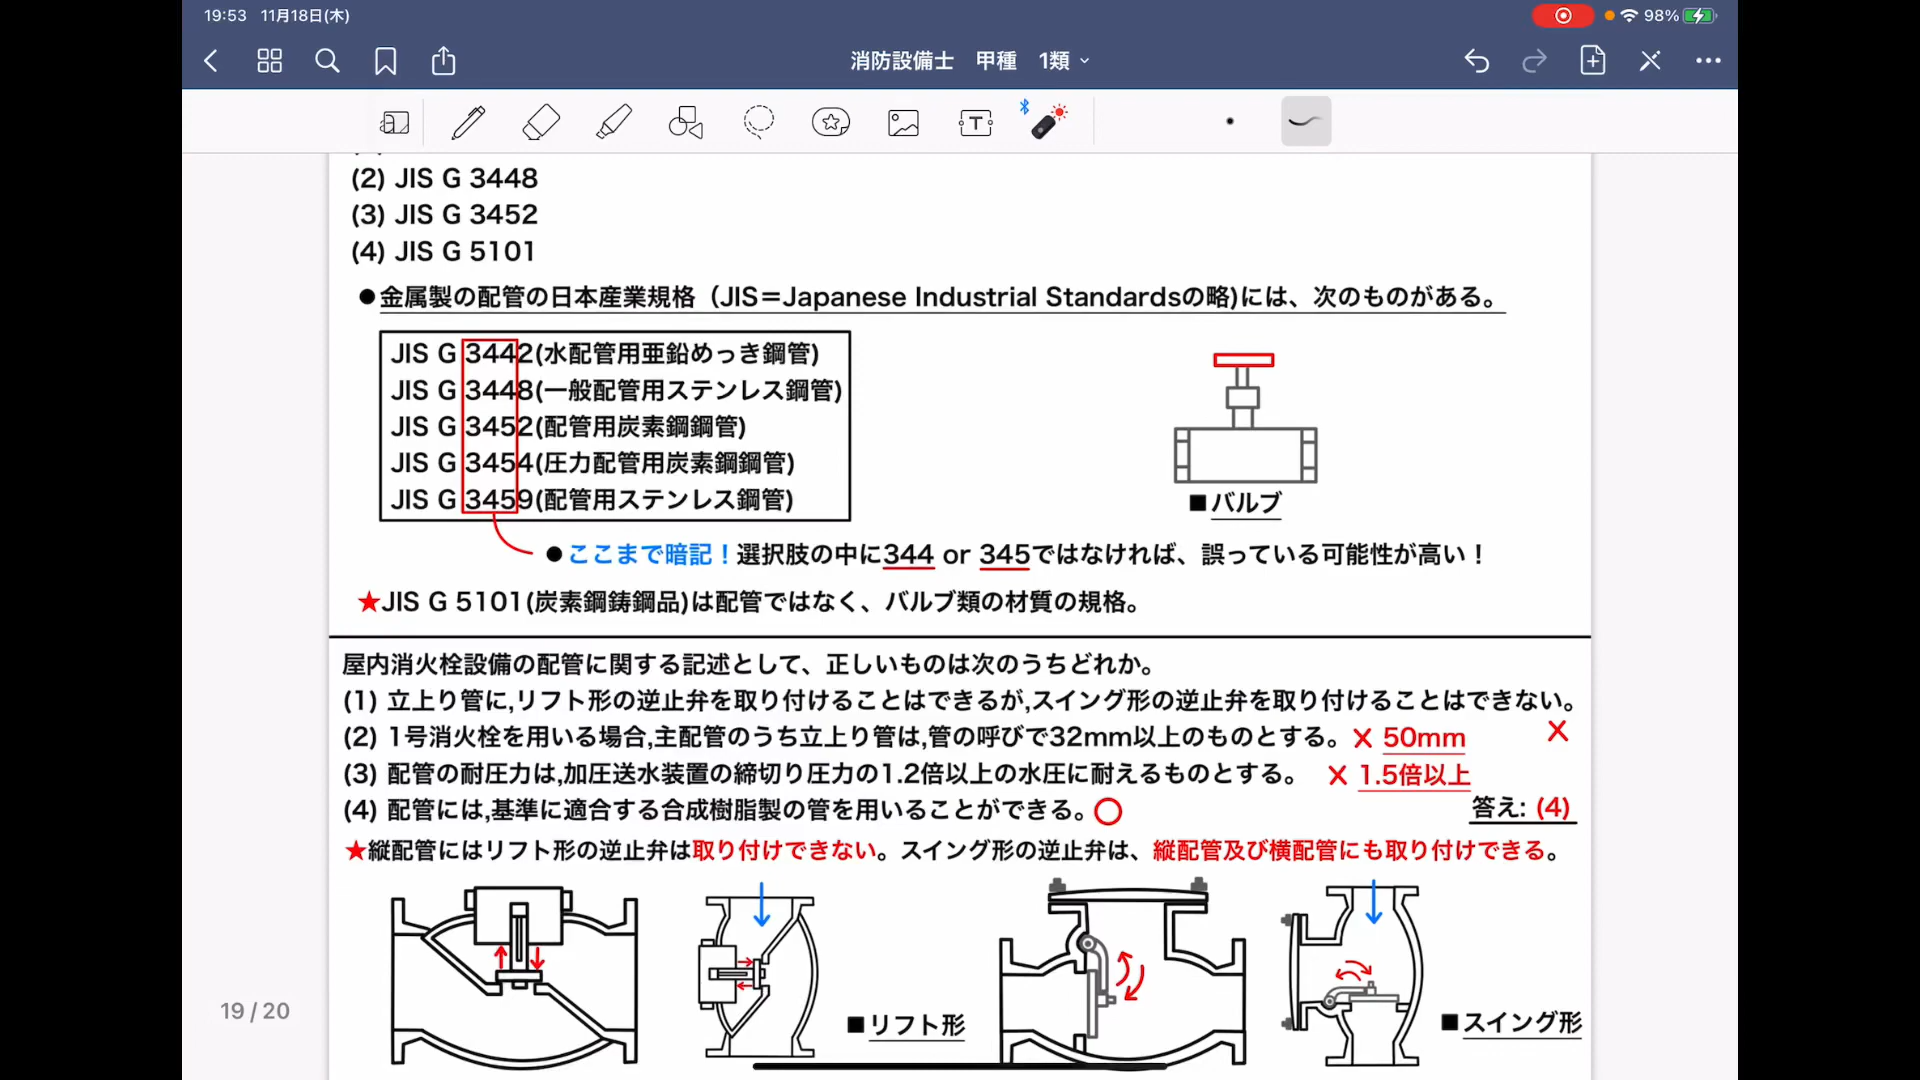 19:53 11月18日(木)
98%
消防設備士 甲種 1類
(2) JIS G 3448
(3) JIS G 3452
(4) JIS G 5101
●金属製の配管の日本産業規格（JIS＝Japanese Industrial Standardsの略)には、次のものがある。
JIS G 3442(水配管用亜鉛めっき鋼管)
JIS G 3448(一般配管用ステンレス鋼管)
JIS G 3452(配管用炭素鋼鋼管)
JIS G 3454(圧力配管用炭素鋼鋼管)
JIS G 3459(配管用ステンレス鋼管)
■バルブ
●ここまで暗記！選択肢の中に344 or 345ではなければ、誤っている可能性が高い！
★JIS G 5101(炭素鋼鋳鋼品)は配管ではなく、バルブ類の材質の規格。
屋内消火栓設備の配管に関する記述として、正しいものは次のうちどれか。
(1) 立上り管に,リフト形の逆止弁を取り付けることはできるが,スイング形の逆止弁を取り付けることはできない。
(2) 1号消火栓を用いる場合,主配管のうち立上り管は,管の呼びで32mm以上のものとする。× 50mm ×
(3) 配管の耐圧力は,加圧送水装置の締切り圧力の1.2倍以上の水圧に耐えるものとする。 × 1.5倍以上
(4) 配管には,基準に適合する合成樹脂製の管を用いることができる。○ 答え: (4)
★縦配管にはリフト形の逆止弁は取り付けできない。スイング形の逆止弁は、縦配管及び横配管にも取り付けできる。
■リフト形
■スイング形
19 / 20